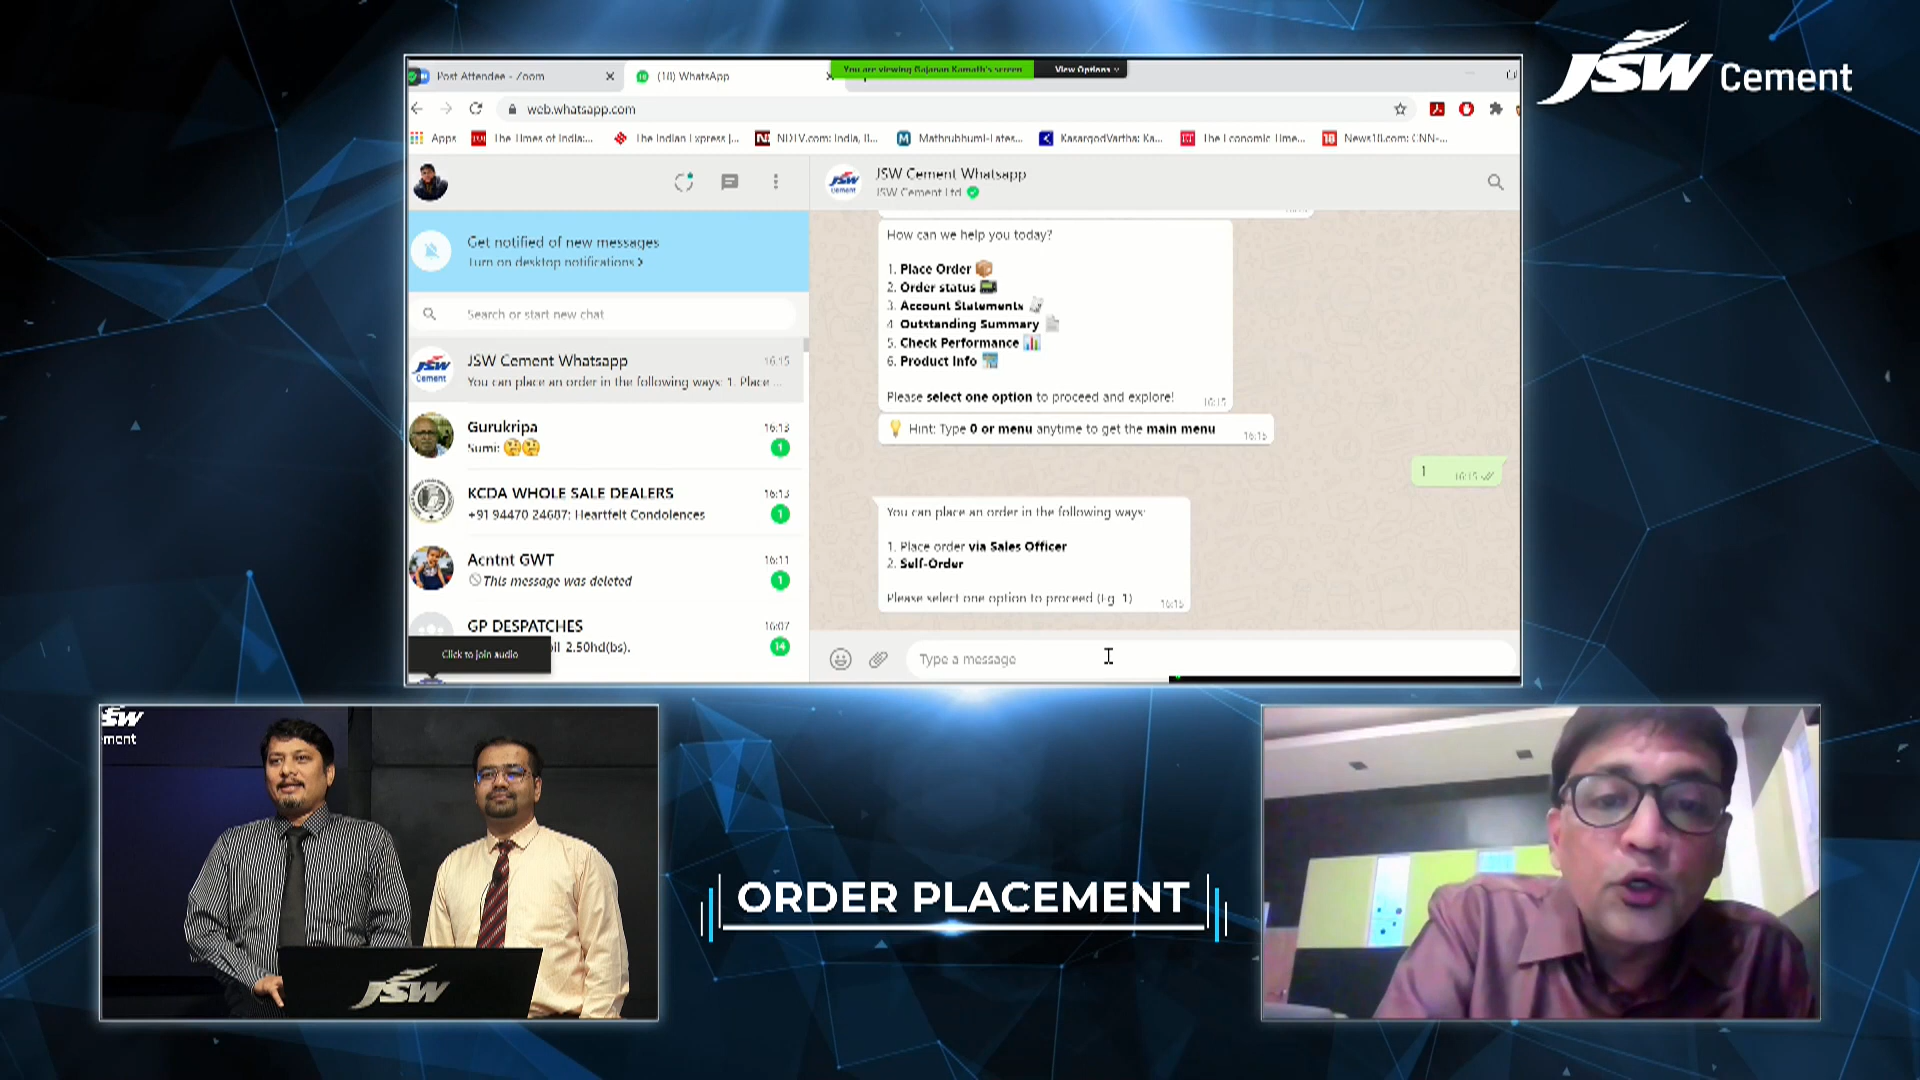 JSW Cement
Post Attendee - Zoom
(10) WhatsApp
You are viewing Gajanan Kamath's screen
View Options
web.whatsapp.com
Apps
The Times of India:...
The Indian Express |...
NDTV.com: India, B...
Mathrubhumi-Lates...
KasargodVartha: Ka...
The Economic Time...
News18.com: CNN-...
JSW Cement Whatsapp
JSW Cement Ltd
Get notified of new messages
Turn on desktop notifications >
Search or start new chat
JSW Cement Whatsapp
16:15
You can place an order in the following ways: 1. Place ...
Gurukripa
16:13
Sumi: 🤔🤔
1
KCDA WHOLE SALE DEALERS
16:13
+91 94470 24687: Heartfelt Condolences
1
Acntnt GWT
16:11
This message was deleted
1
GP DESPATCHES
16:07
2.50hd(bs).
14
Click to join audio
How can we help you today?
1. Place Order 📦
2. Order status 📟
3. Account Statements 🧾
4. Outstanding Summary 📄
5. Check Performance 📊
6. Product Info 🏪
Please select one option to proceed and explore!
16:15
💡 Hint: Type 0 or menu anytime to get the main menu
16:15
1
16:15
You can place an order in the following ways:
1. Place order via Sales Officer
2. Self-Order
Please select one option to proceed (Eg. 1)
16:15
Type a message
JSW
ment
JSW
ORDER PLACEMENT